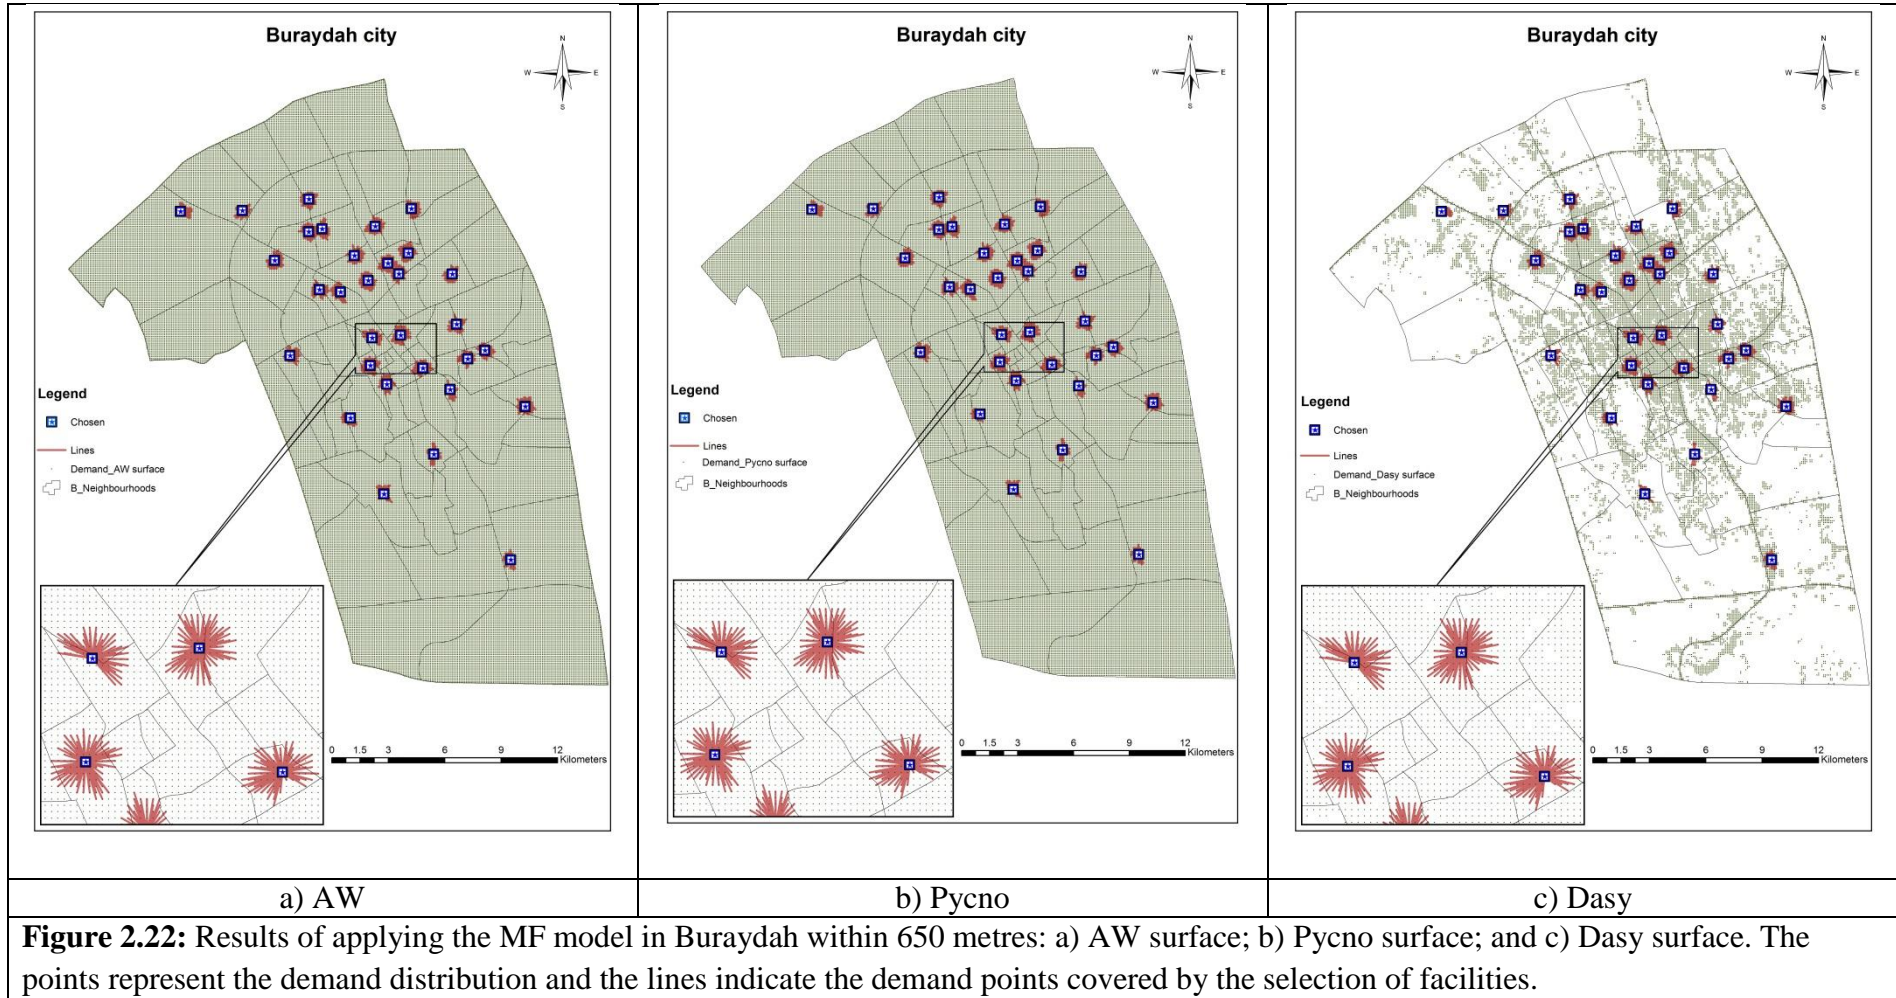 Buraydah city
N
W E
S
Legend
Chosen
Lines
Demand_AW surface
B_Neighbourhoods
0 1.5 3 6 9 12
Kilometers
Buraydah city
N
W E
S
Legend
Chosen
Lines
Demand_Pycno surface
B_Neighbourhoods
0 1.5 3 6 9 12
Kilometers
Buraydah city
N
W E
S
Legend
Chosen
Lines
Demand_Dasy surface
B_Neighbourhoods
0 1.5 3 6 9 12
Kilometers
a) AW
b) Pycno
c) Dasy
Figure 2.22: Results of applying the MF model in Buraydah within 650 metres: a) AW surface; b) Pycno surface; and c) Dasy surface. The
points represent the demand distribution and the lines indicate the demand points covered by the selection of facilities.